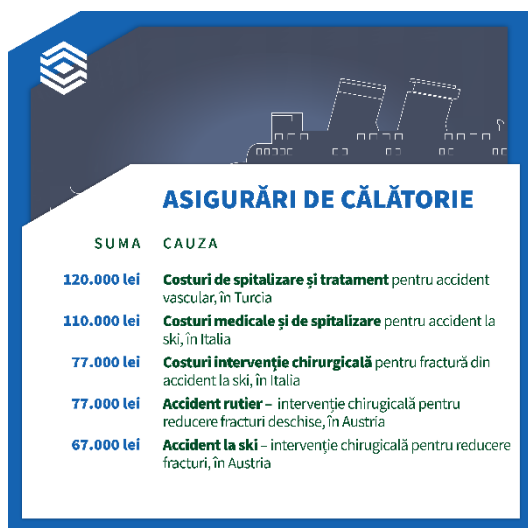 ASIGURĂRI DE CĂLĂTORIE
SUMA CAUZA
120.000 lei Costuri de spitalizare și tratament pentru accident
vascular, în Turcia
110.000 lei Costuri medicale și de spitalizare pentru accident la
ski, în Italia
77.000 lei Costuri intervenție chirurgicală pentru fractură din
accident la ski, în Italia
77.000 lei Accident rutier – intervenție chirugicală pentru
reducere fracturi deschise, în Austria
67.000 lei Accident la ski – intervenție chirugicală pentru reducere
fracturi, în Austria